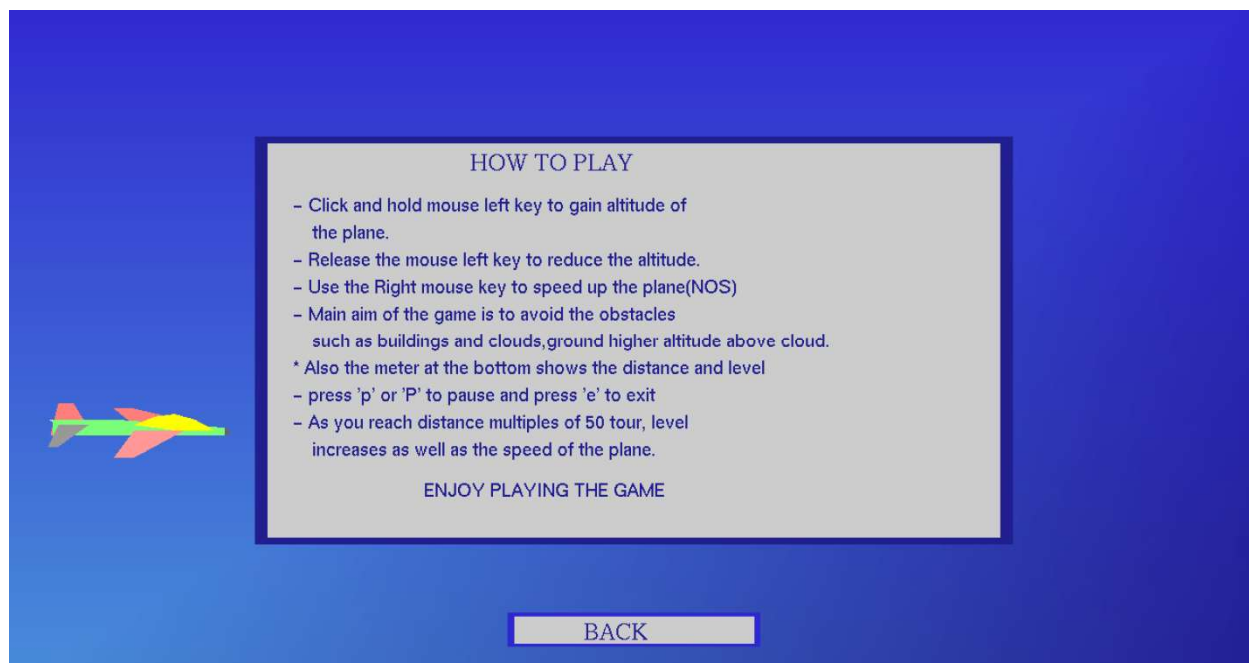 HOW TO PLAY
– Click and hold mouse left key to gain altitude of
the plane.
– Release the mouse left key to reduce the altitude.
– Use the Right mouse key to speed up the plane(NOS)
– Main aim of the game is to avoid the obstacles
such as buildings and clouds,ground higher altitude above cloud.
* Also the meter at the bottom shows the distance and level
– press 'p' or 'P' to pause and press 'e' to exit
– As you reach distance multiples of 50 tour, level
increases as well as the speed of the plane.
ENJOY PLAYING THE GAME
BACK